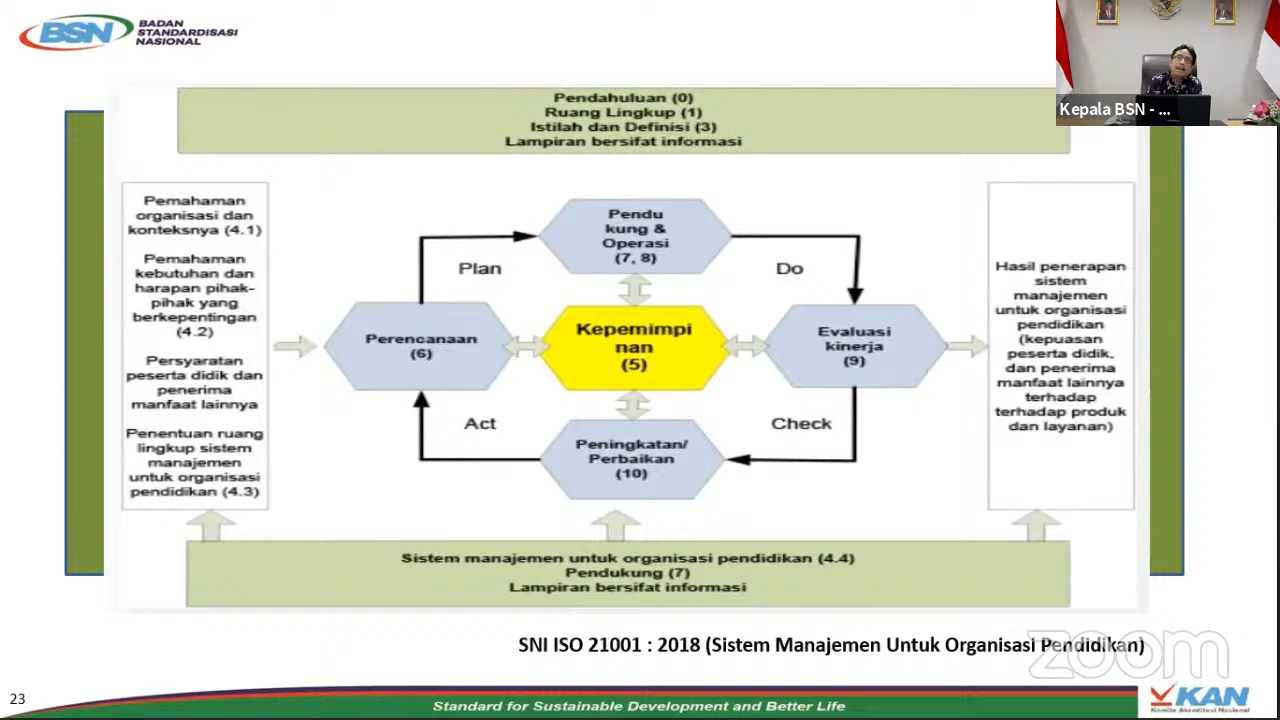 BSN
BADAN
STANDARDISASI
NASIONAL
Kepala BSN - ...
Pendahuluan (0)
Ruang Lingkup (1)
Istilah dan Definisi (3)
Lampiran bersifat informasi
Pemahaman
organisasi dan
konteksnya (4.1)
Pemahaman
kebutuhan dan
harapan pihak-
pihak yang
berkepentingan
(4.2)
Persyaratan
peserta didik dan
penerima
manfaat lainnya
Penentuan ruang
lingkup sistem
manajemen
untuk organisasi
pendidikan (4.3)
Plan
Pendu
kung &
Operasi
(7, 8)
Do
Perencanaan
(6)
Kepemimpi
nan
(5)
Evaluasi
kinerja
(9)
Act
Peningkatan/
Perbaikan
(10)
Check
Hasil penerapan
sistem
manajemen
untuk organisasi
pendidikan
(kepuasan
peserta didik,
dan penerima
manfaat lainnya
terhadap
terhadap produk
dan layanan)
Sistem manajemen untuk organisasi pendidikan (4.4)
Pendukung (7)
Lampiran bersifat informasi
SNI ISO 21001 : 2018 (Sistem Manajemen Untuk Organisasi Pendidikan)
zoom
23
Standard for Sustainable Development and Better Life
KAN
Komite Akreditasi Nasional